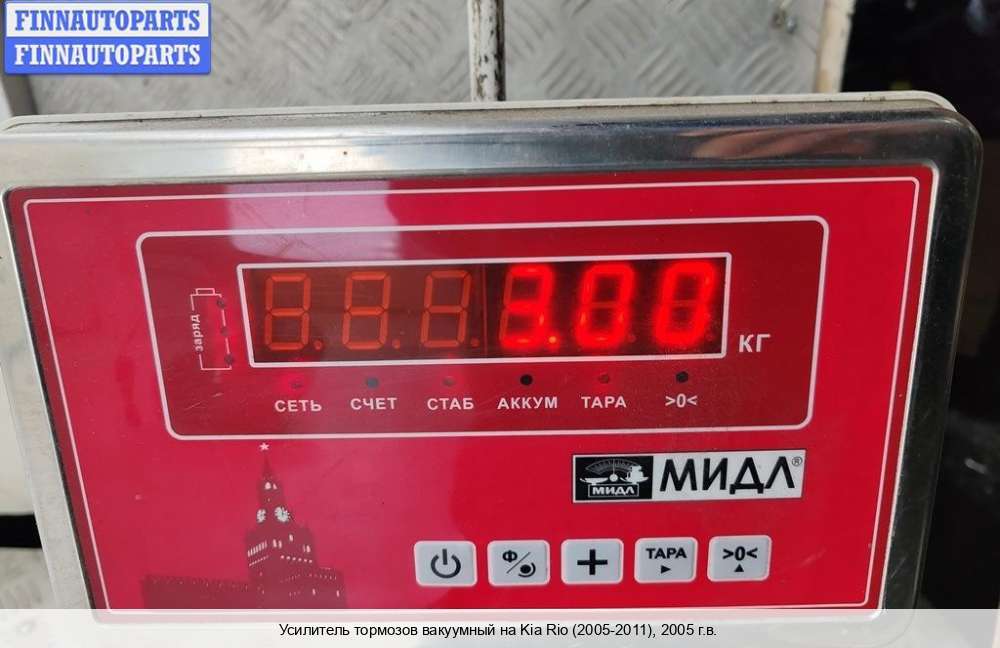 FINNAUTOPARTS
FINNAUTOPARTS
заряд
3.00
КГ
СЕТЬ СЧЕТ СТАБ АККУМ ТАРА >0<
МИДЛ МИДЛ®
Ф ТАРА >0<
Усилитель тормозов вакуумный на Kia Rio (2005-2011), 2005 г.в.